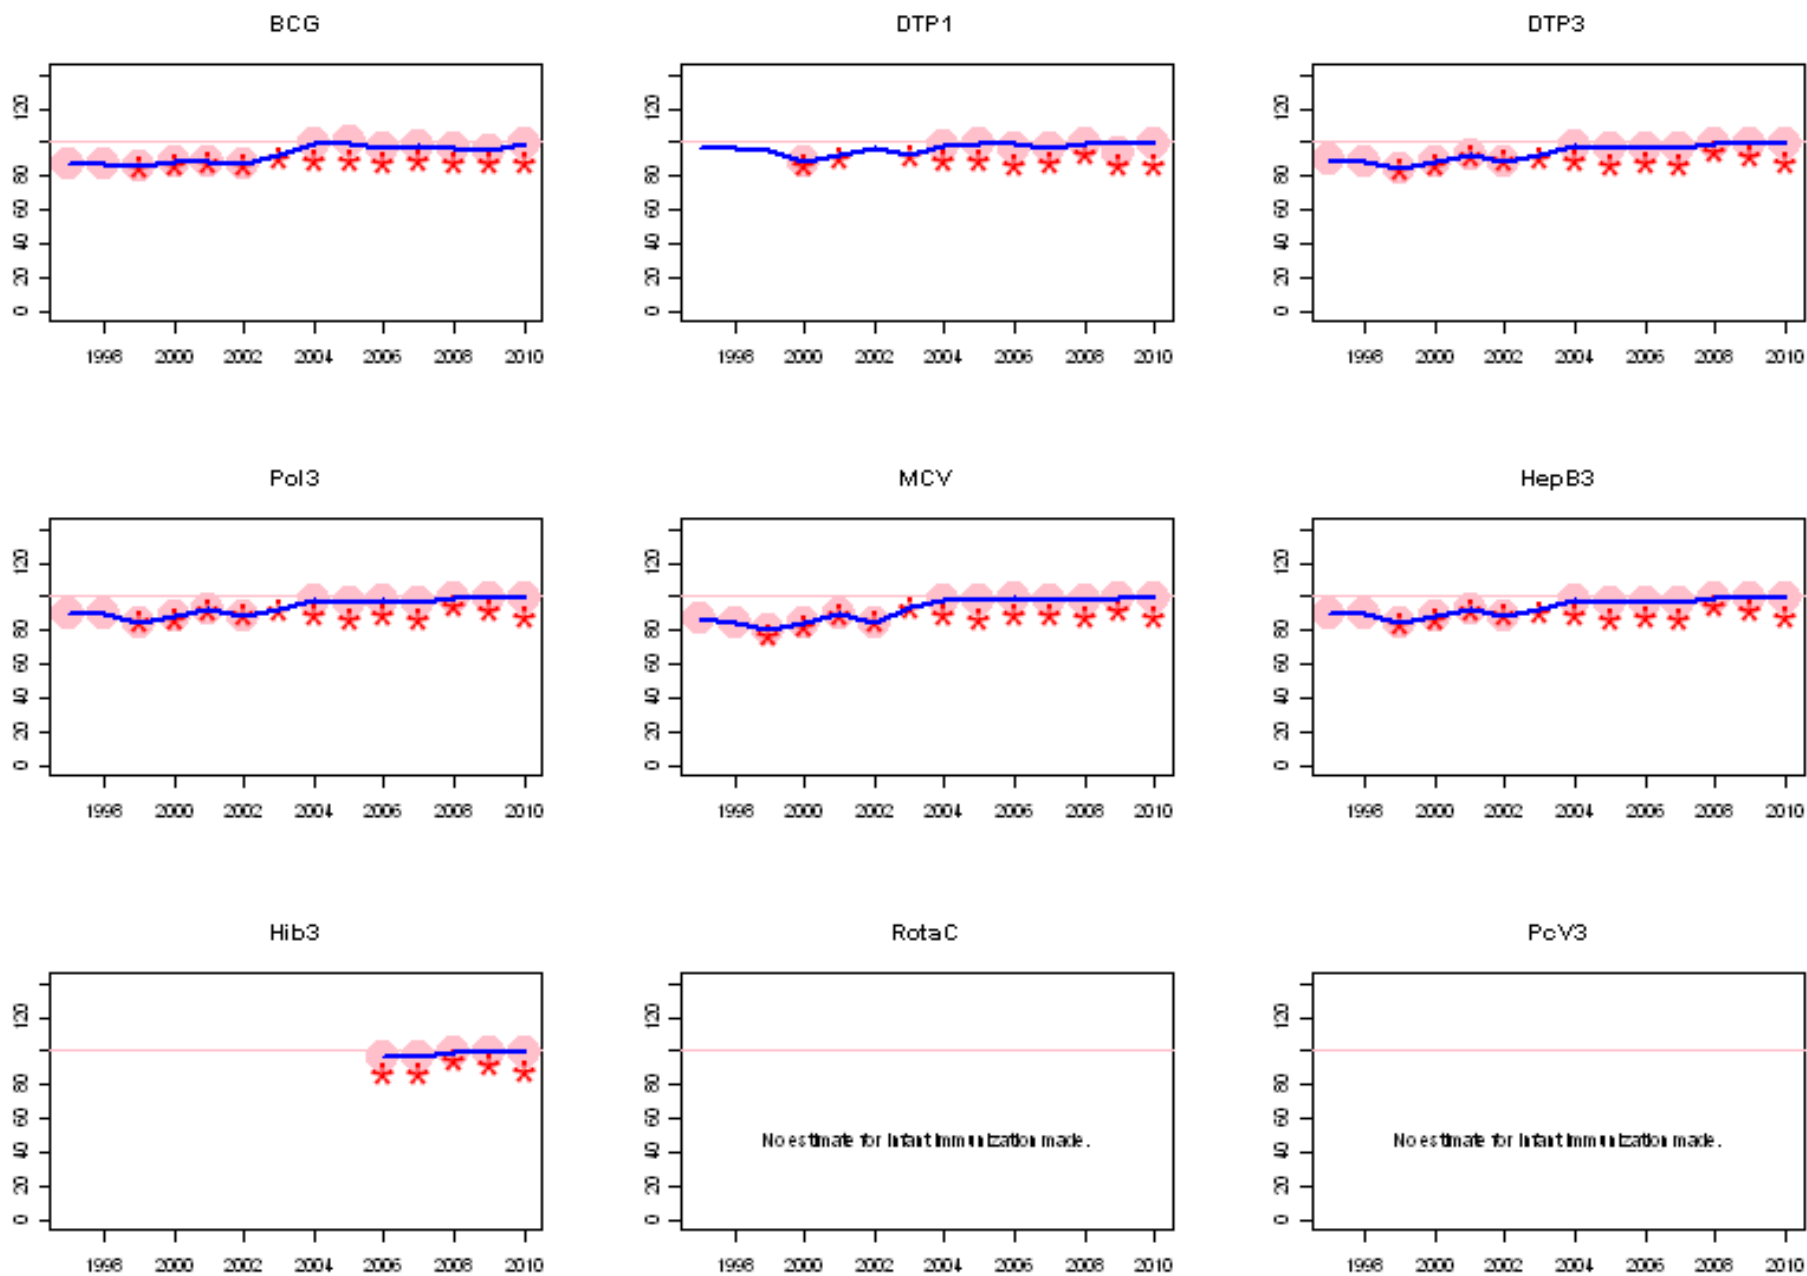 BCG
DTP1
DTP3
0 20 40 60 80 120
0 20 40 60 80 120
0 20 40 60 80 120
1998 2000 2002 2004 2006 2008 2010
1998 2000 2002 2004 2006 2008 2010
1998 2000 2002 2004 2006 2008 2010
Pol3
MCV
HepB3
0 20 40 60 80 120
0 20 40 60 80 120
0 20 40 60 80 120
1998 2000 2002 2004 2006 2008 2010
1998 2000 2002 2004 2006 2008 2010
1998 2000 2002 2004 2006 2008 2010
Hib3
RotaC
PcV3
0 20 40 60 80 120
0 20 40 60 80 120
0 20 40 60 80 120
No estimate for infant immunization made.
No estimate for infant immunization made.
1998 2000 2002 2004 2006 2008 2010
1998 2000 2002 2004 2006 2008 2010
1998 2000 2002 2004 2006 2008 2010